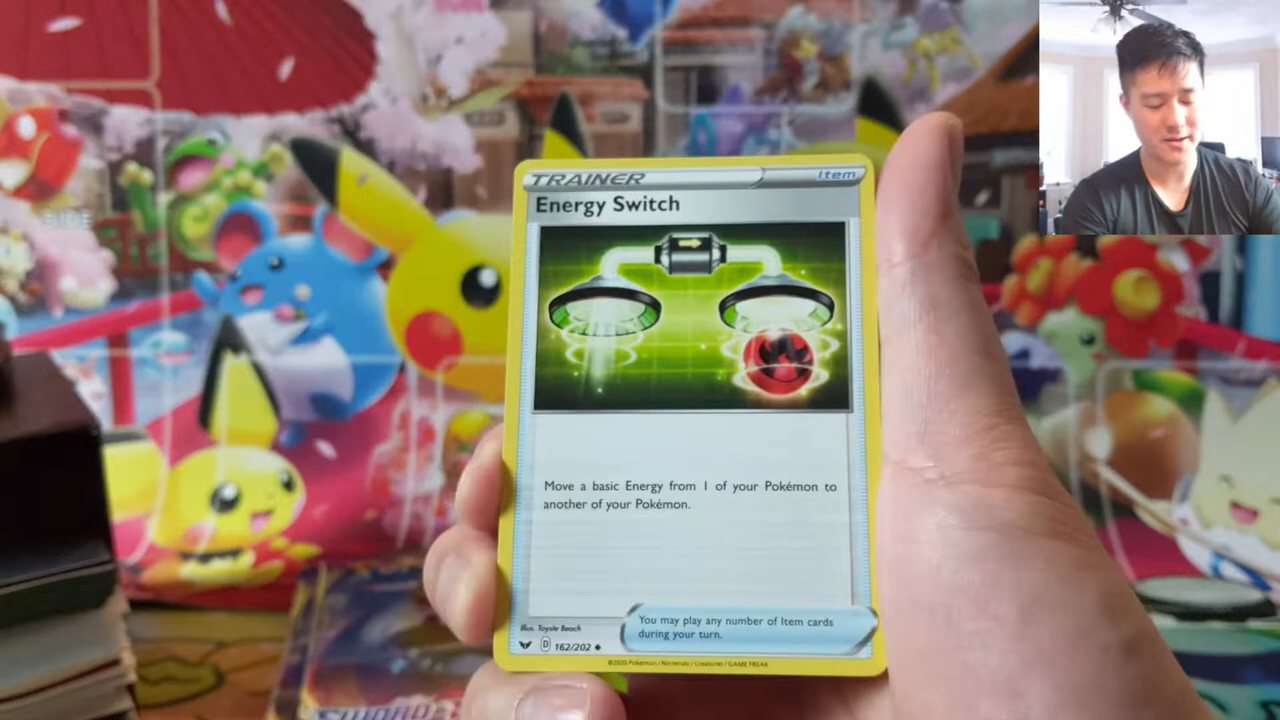 TRAINER
Item
Energy Switch
Move a basic Energy from 1 of your Pokémon to
another of your Pokémon.
You may play any number of Item cards
during your turn.
Illus. Toyste Beach
D 162/202
©2020 Pokémon / Nintendo / Creatures / GAME FREAK
SWORD